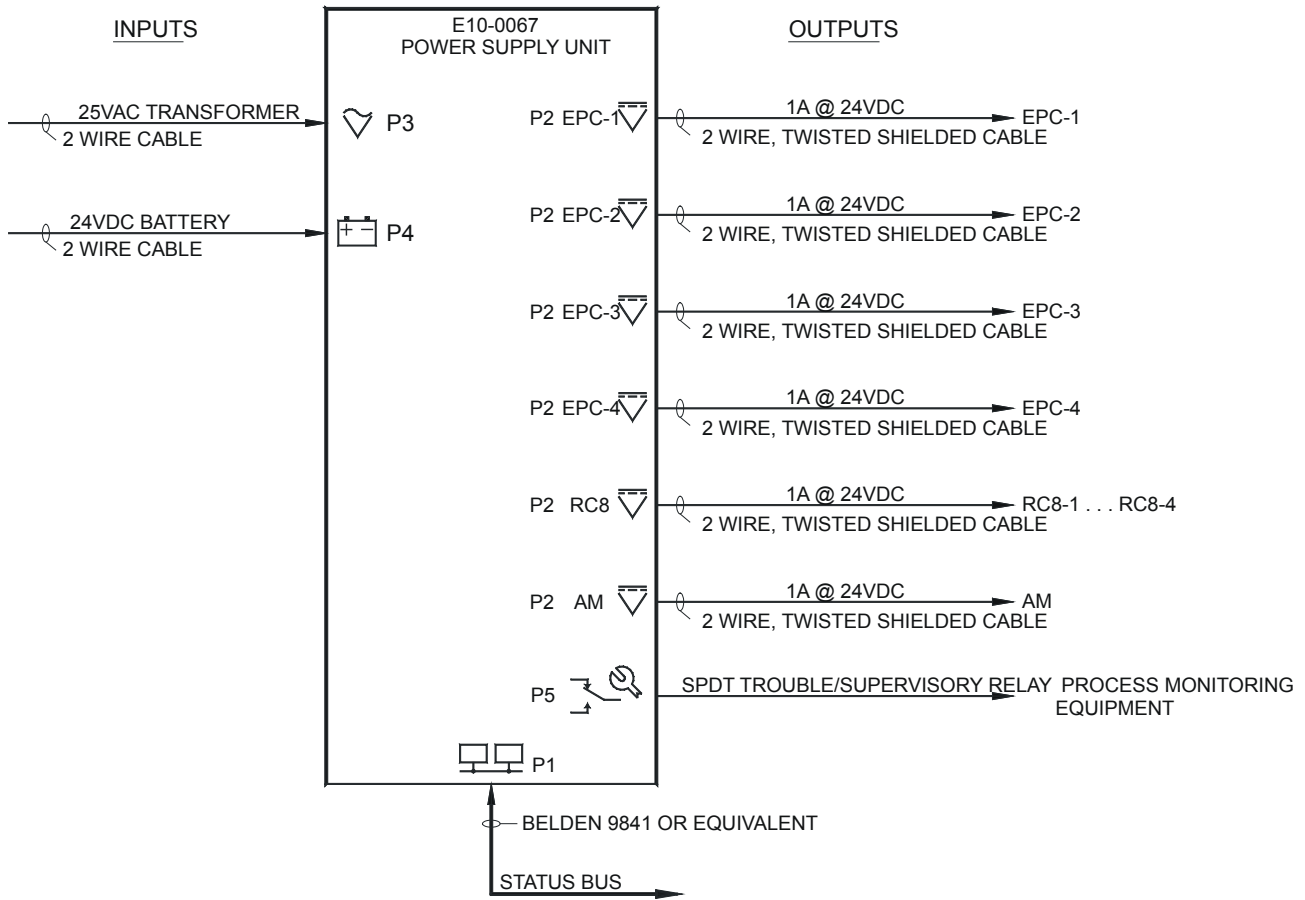 INPUTS
E10-0067
POWER SUPPLY UNIT
OUTPUTS
25VAC TRANSFORMER
2 WIRE CABLE
P3
P2 EPC-1
1A @ 24VDC
EPC-1
2 WIRE, TWISTED SHIELDED CABLE
24VDC BATTERY
2 WIRE CABLE
+ −
P4
P2 EPC-2
1A @ 24VDC
EPC-2
2 WIRE, TWISTED SHIELDED CABLE
P2 EPC-3
1A @ 24VDC
EPC-3
2 WIRE, TWISTED SHIELDED CABLE
P2 EPC-4
1A @ 24VDC
EPC-4
2 WIRE, TWISTED SHIELDED CABLE
P2 RC8
1A @ 24VDC
RC8-1 . . . RC8-4
2 WIRE, TWISTED SHIELDED CABLE
P2 AM
1A @ 24VDC
AM
2 WIRE, TWISTED SHIELDED CABLE
P5
SPDT TROUBLE/SUPERVISORY RELAY
PROCESS MONITORING
EQUIPMENT
P1
BELDEN 9841 OR EQUIVALENT
STATUS BUS